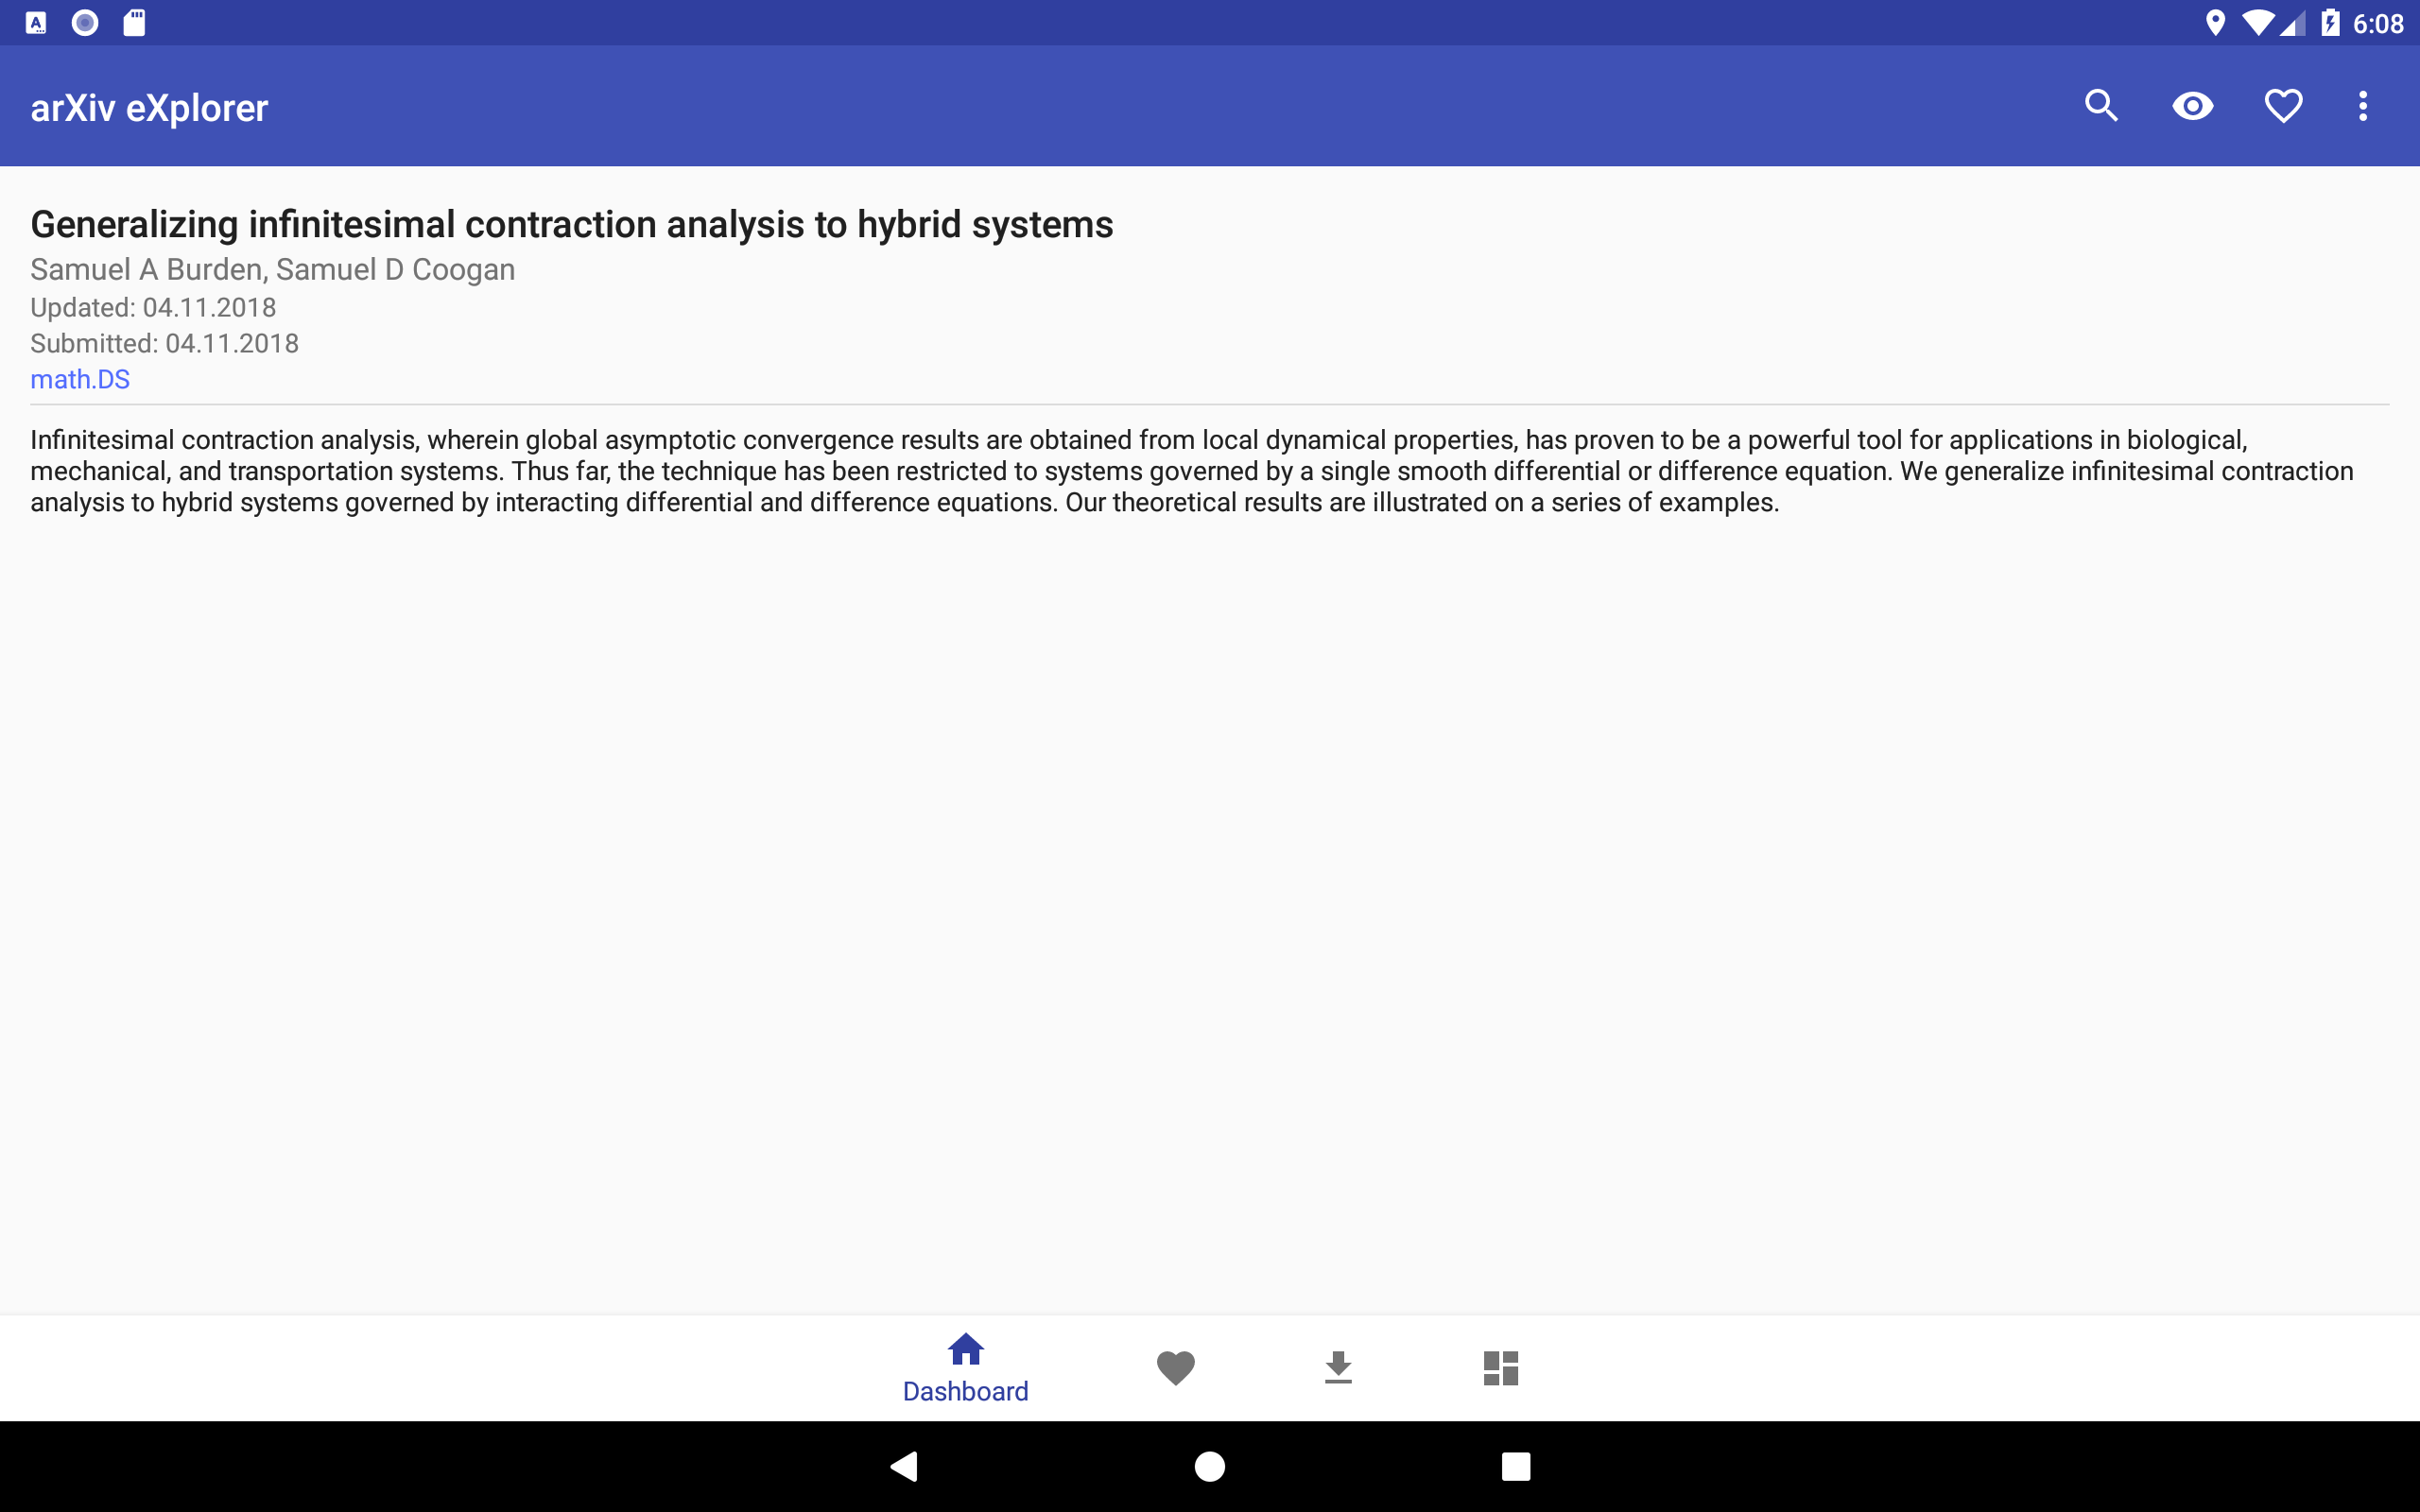 6:08
arXiv eXplorer
Generalizing infinitesimal contraction analysis to hybrid systems
Samuel A Burden, Samuel D Coogan
Updated: 04.11.2018
Submitted: 04.11.2018
math.DS
Infinitesimal contraction analysis, wherein global asymptotic convergence results are obtained from local dynamical properties, has proven to be a powerful tool for applications in biological,
mechanical, and transportation systems. Thus far, the technique has been restricted to systems governed by a single smooth differential or difference equation. We generalize infinitesimal contraction
analysis to hybrid systems governed by interacting differential and difference equations. Our theoretical results are illustrated on a series of examples.
Dashboard